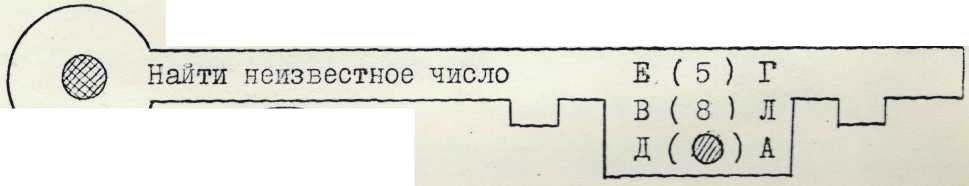 Найти неизвестное число Е ( 5 ) Г
В ( 8 ) Л
Д ( ) А